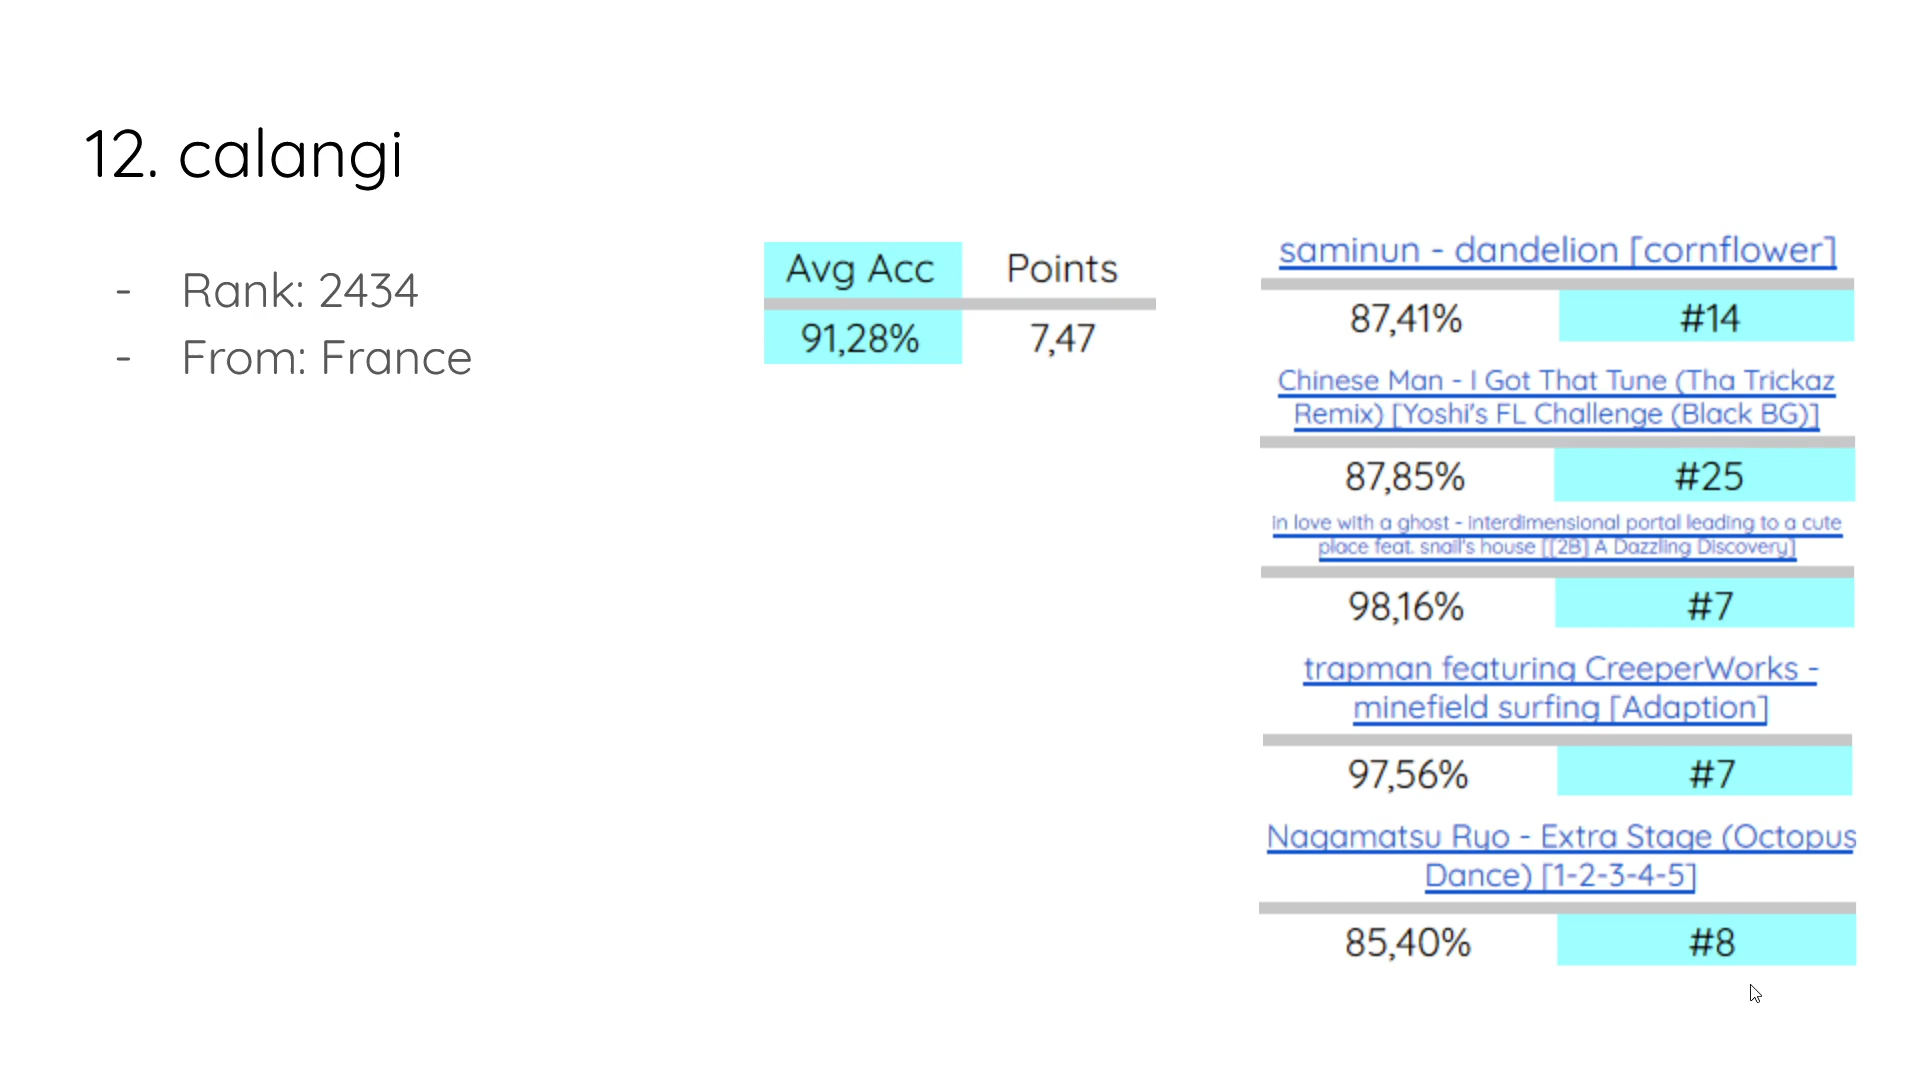 12. calangi
- Rank: 2434
- From: France
Avg Acc Points
91,28% 7,47
saminun - dandelion [cornflower]
87,41% #14
Chinese Man - I Got That Tune (Tha Trickaz
Remix) [Yoshi's FL Challenge (Black BG)]
87,85% #25
in love with a ghost - interdimensional portal leading to a cute
place feat. snail's house [[2B] A Dazzling Discovery]
98,16% #7
trapman featuring CreeperWorks -
minefield surfing [Adaption]
97,56% #7
Nagamatsu Ryo - Extra Stage (Octopus
Dance) [1-2-3-4-5]
85,40% #8